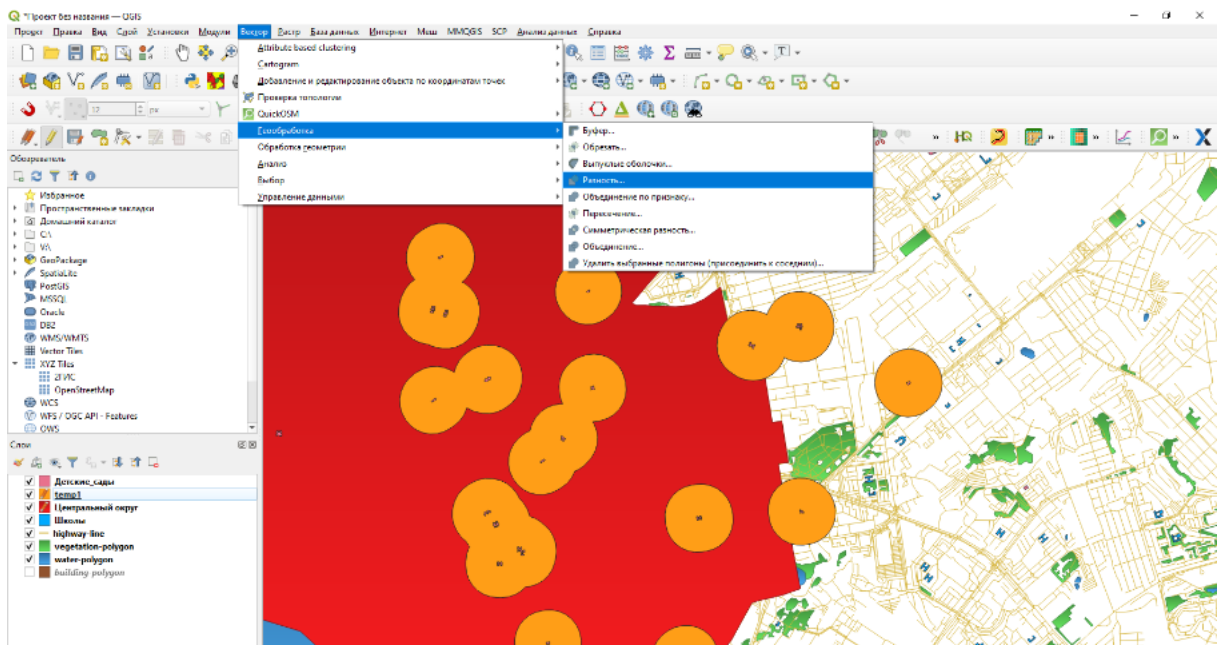 *Проект без названия — QGIS
Проект Правка Вид Слой Установки Модули Вектор Растр База данных Интернет Меш MMQGIS SCP Анализ данных Справка
Attribute based clustering
Cartogram
Добавление и редактирование объекта по координатам точек
Проверка топологии
QuickOSM
Геообработка
Обработка геометрии
Анализ
Выбор
Управление данными
Буфер...
Обрезать...
Выпуклые оболочки...
Разность...
Объединение по признаку...
Пересечение...
Симметрическая разность...
Объединение...
Удалить выбранные полигоны (присоединить к соседним)...
12 px
Обозреватель
Избранное
Пространственные закладки
Домашний каталог
C:\
V:\
GeoPackage
SpatiaLite
PostGIS
MSSQL
Oracle
DB2
WMS/WMTS
Vector Tiles
XYZ Tiles
2ГИС
OpenStreetMap
WCS
WFS / OGC API - Features
OWS
Слои
Детские_сады
temp1
Центральный округ
Школы
highway-line
vegetation-polygon
water-polygon
building polygon